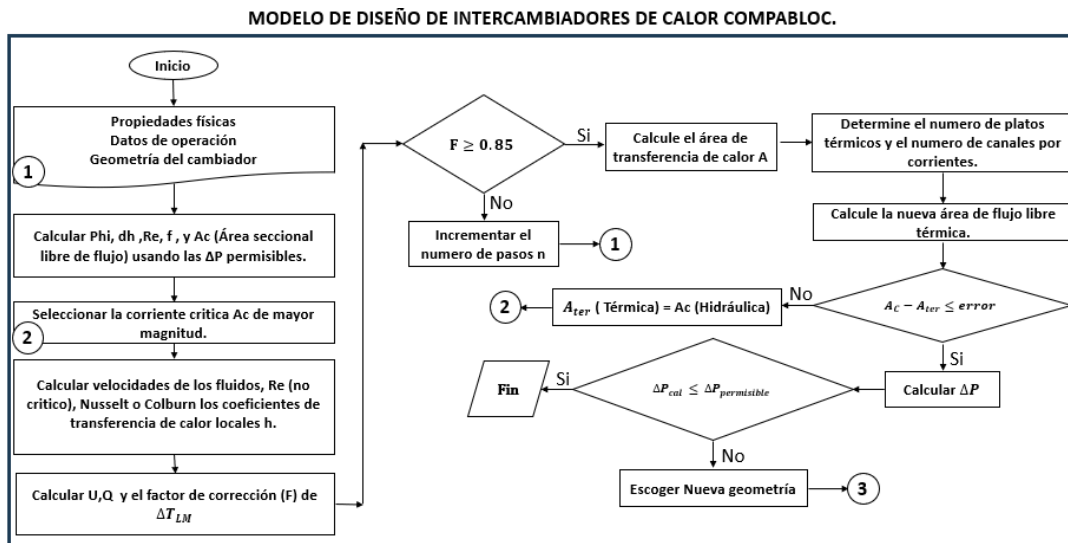 MODELO DE DISEÑO DE INTERCAMBIADORES DE CALOR COMPABLOC.
Inicio
Propiedades físicas
Datos de operación
Geometría del cambiador
1
Calcular Phi, dh ,Re, f , y Ac (Área seccional
libre de flujo) usando las ΔP permisibles.
Seleccionar la corriente critica Ac de mayor
magnitud.
2
Calcular velocidades de los fluidos, Re (no
critico), Nusselt o Colburn los coeficientes de
transferencia de calor locales h.
Calcular U,Q y el factor de corrección (F) de
ΔT_LM
F ≥ 0.85
Si
No
Incrementar el
numero de pasos n
1
Calcule el área de
transferencia de calor A
Determine el numero de platos
térmicos y el numero de canales por
corrientes.
Calcule la nueva área de flujo libre
térmica.
A_C − A_ter ≤ error
No
A_ter ( Térmica) = Ac (Hidráulica)
2
Si
Calcular ΔP
ΔP_cal ≤ ΔP_permisible
Si
Fin
No
Escoger Nueva geometría
3